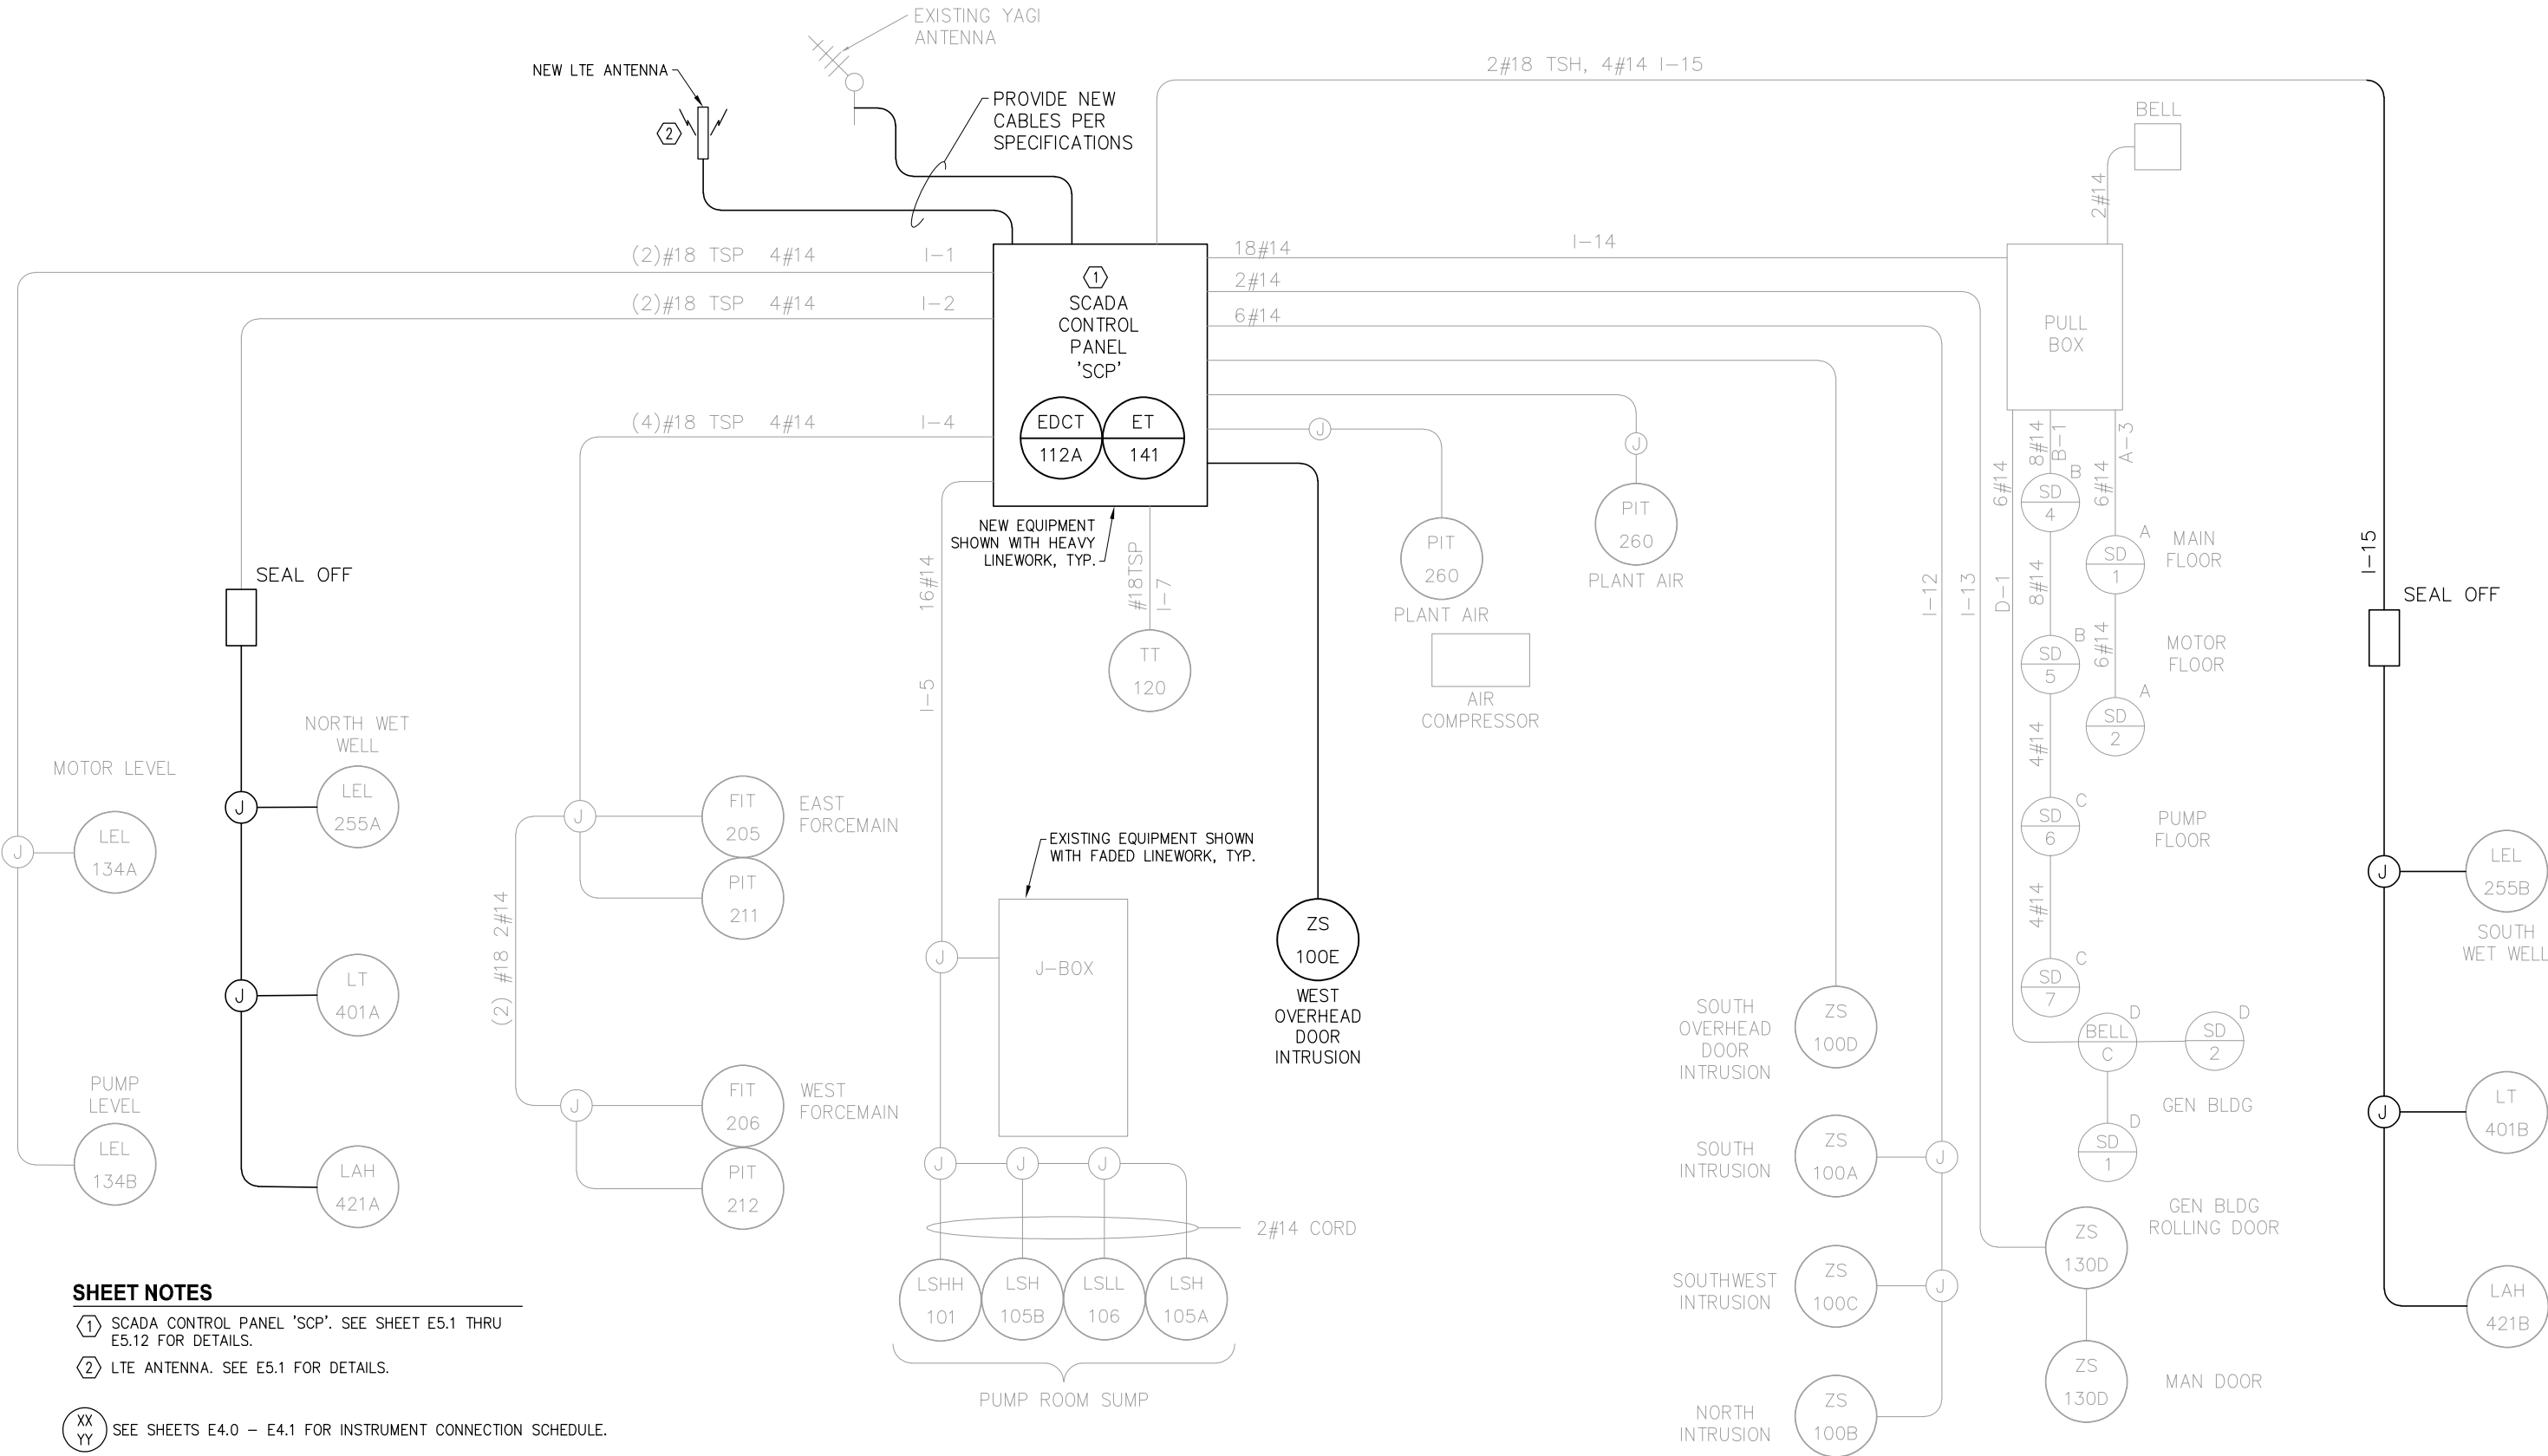 EXISTING YAGI
ANTENNA
NEW LTE ANTENNA
2
PROVIDE NEW
CABLES PER
SPECIFICATIONS
2#18 TSH, 4#14 I-15
BELL
2#14
(2)#18 TSP 4#14 I-1
(2)#18 TSP 4#14 I-2
(4)#18 TSP 4#14 I-4
1
SCADA
CONTROL
PANEL
'SCP'
EDCT
112A
ET
141
18#14 I-14
2#14
6#14
PULL
BOX
NEW EQUIPMENT
SHOWN WITH HEAVY
LINEWORK, TYP.
16#14
I-5
#18TSP
I-7
TT
120
J
PIT
260
PLANT AIR
J
PIT
260
PLANT AIR
AIR
COMPRESSOR
I-12
I-13
D-1
6#14
8#14
B-1
6#14
A-3
SD
4
B
8#14
SD
1
A
MAIN
FLOOR
6#14
SD
5
B
MOTOR
FLOOR
4#14
SD
2
A
SD
6
C
PUMP
FLOOR
4#14
SD
7
C
BELL
C
D
SD
2
D
GEN BLDG
SD
1
D
GEN BLDG
ROLLING DOOR
ZS
130D
ZS
130D
MAN DOOR
I-15
SEAL OFF
J
LEL
255B
SOUTH
WET WELL
J
LT
401B
LAH
421B
SEAL OFF
NORTH WET
WELL
J
LEL
255A
J
LT
401A
LAH
421A
MOTOR LEVEL
J
LEL
134A
PUMP
LEVEL
LEL
134B
J
FIT
205
EAST
FORCEMAIN
PIT
211
(2) #18 2#14
J
FIT
206
WEST
FORCEMAIN
PIT
212
EXISTING EQUIPMENT SHOWN
WITH FADED LINEWORK, TYP.
J
J-BOX
J
J
J
2#14 CORD
LSHH
101
LSH
105B
LSLL
106
LSH
105A
PUMP ROOM SUMP
ZS
100E
WEST
OVERHEAD
DOOR
INTRUSION
SOUTH
OVERHEAD
DOOR
INTRUSION
ZS
100D
SOUTH
INTRUSION
ZS
100A
J
SOUTHWEST
INTRUSION
ZS
100C
J
NORTH
INTRUSION
ZS
100B
SHEET NOTES
1 SCADA CONTROL PANEL 'SCP'. SEE SHEET E5.1 THRU
E5.12 FOR DETAILS.
2 LTE ANTENNA. SEE E5.1 FOR DETAILS.
XX
YY
SEE SHEETS E4.0 - E4.1 FOR INSTRUMENT CONNECTION SCHEDULE.